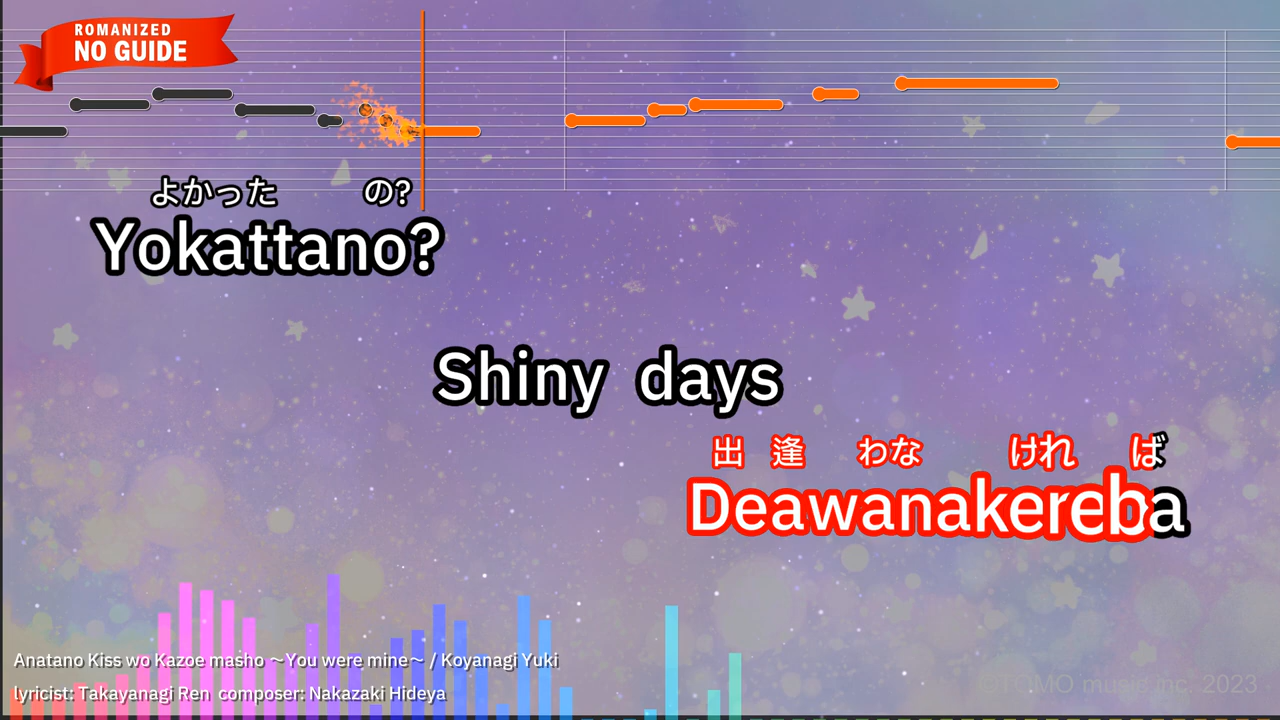 ROMANIZED
NO GUIDE
よかった の?
Yokattano?
Shiny days
出 逢 わな けれ ば
Deawanakereba
Anatano Kiss wo Kazoe masho ～You were mine～ / Koyanagi Yuki
lyricist: Takayanagi Ren composer: Nakazaki Hideya
©TOMO music inc. 2023